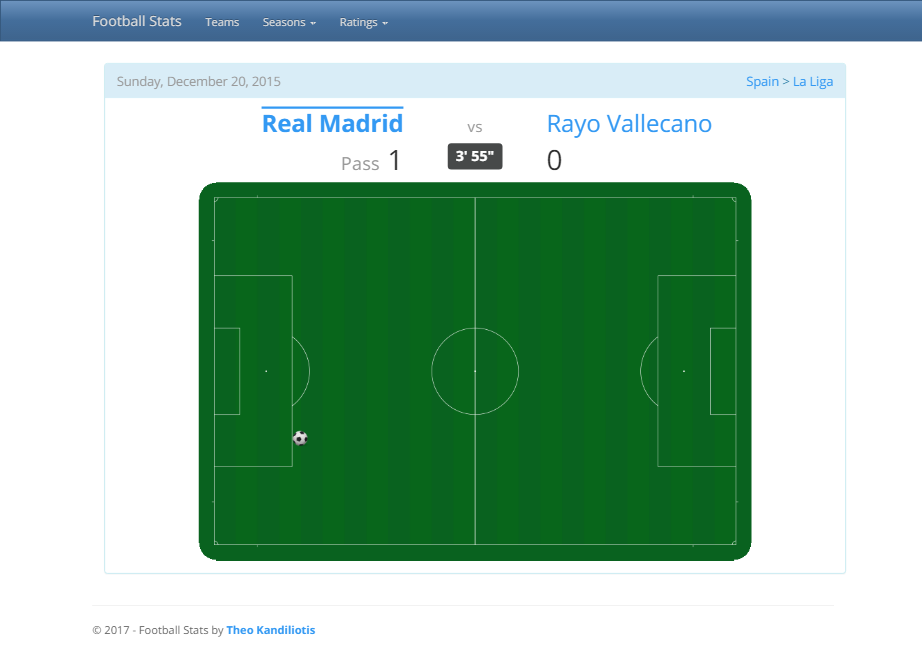 Football Stats Teams Seasons Ratings
Sunday, December 20, 2015 Spain > La Liga
Real Madrid vs Rayo Vallecano
Pass 1 3' 55" 0
© 2017 - Football Stats by Theo Kandiliotis